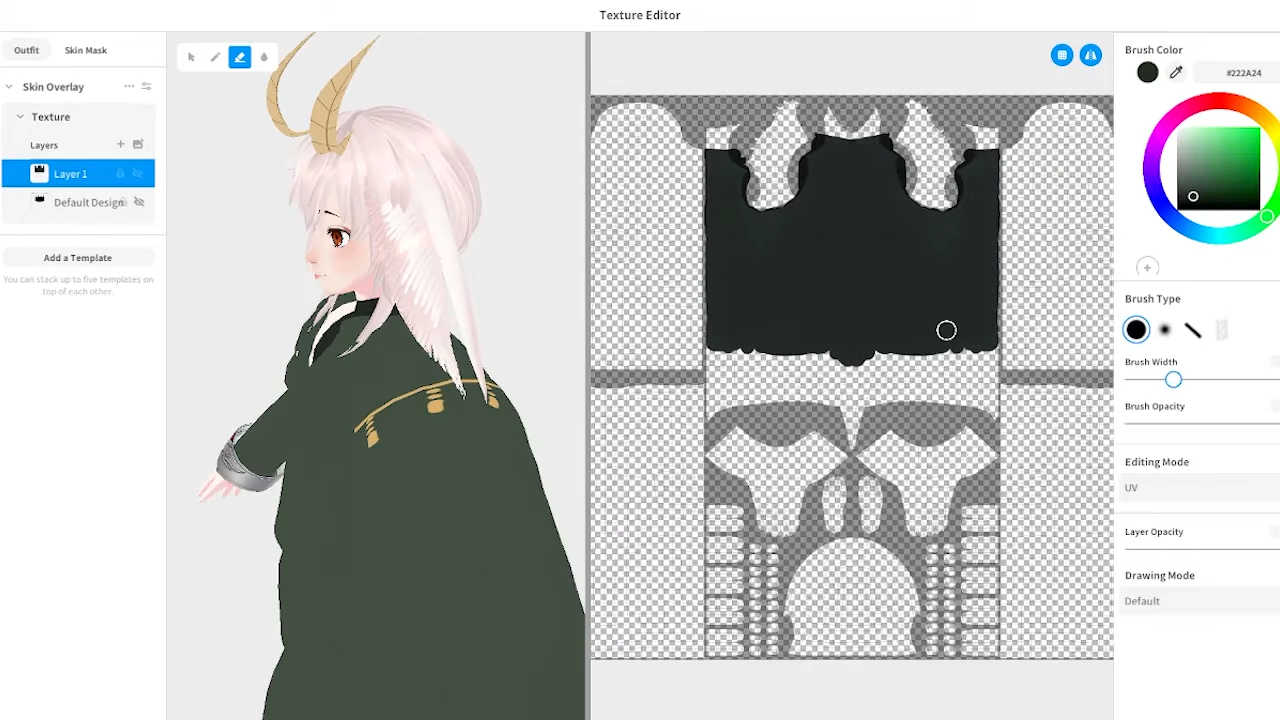 Texture Editor
Outfit
Skin Mask
Skin Overlay
Texture
Layers
Layer 1
Default Design
Add a Template
You can stack up to five templates on
top of each other.
Brush Color
#222A24
Brush Type
Brush Width
Brush Opacity
Editing Mode
UV
Layer Opacity
Drawing Mode
Default